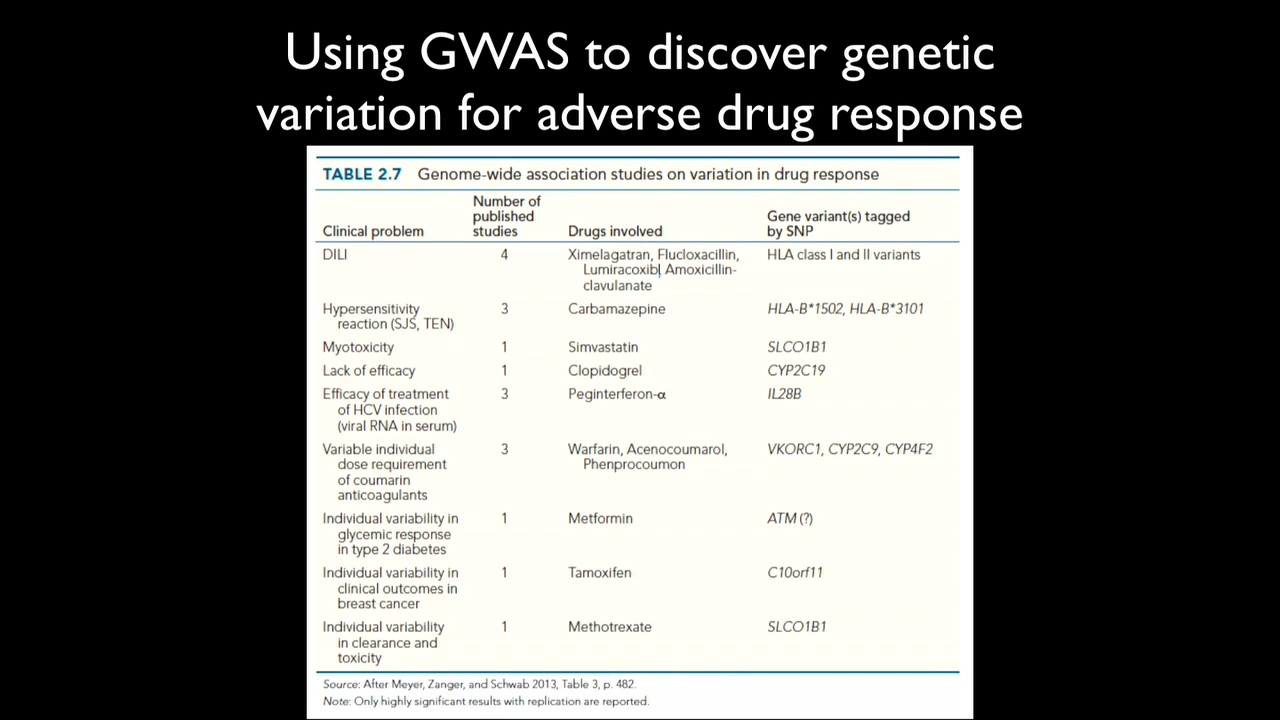 Using GWAS to discover genetic
variation for adverse drug response
TABLE 2.7 Genome-wide association studies on variation in drug response
Clinical problem
Number of
published
studies
Drugs involved
Gene variant(s) tagged
by SNP
DILI
4
Ximelagatran, Flucloxacillin,
Lumiracoxib, Amoxicillin-
clavulanate
HLA class I and II variants
Hypersensitivity
reaction (SJS, TEN)
3
Carbamazepine
HLA-B*1502, HLA-B*3101
Myotoxicity
1
Simvastatin
SLCO1B1
Lack of efficacy
1
Clopidogrel
CYP2C19
Efficacy of treatment
of HCV infection
(viral RNA in serum)
3
Peginterferon-α
IL28B
Variable individual
dose requirement
of coumarin
anticoagulants
3
Warfarin, Acenocoumarol,
Phenprocoumon
VKORC1, CYP2C9, CYP4F2
Individual variability in
glycemic response
in type 2 diabetes
1
Metformin
ATM (?)
Individual variability in
clinical outcomes in
breast cancer
1
Tamoxifen
C10orf11
Individual variability
in clearance and
toxicity
1
Methotrexate
SLCO1B1
Source: After Meyer, Zanger, and Schwab 2013, Table 3, p. 482.
Note: Only highly significant results with replication are reported.